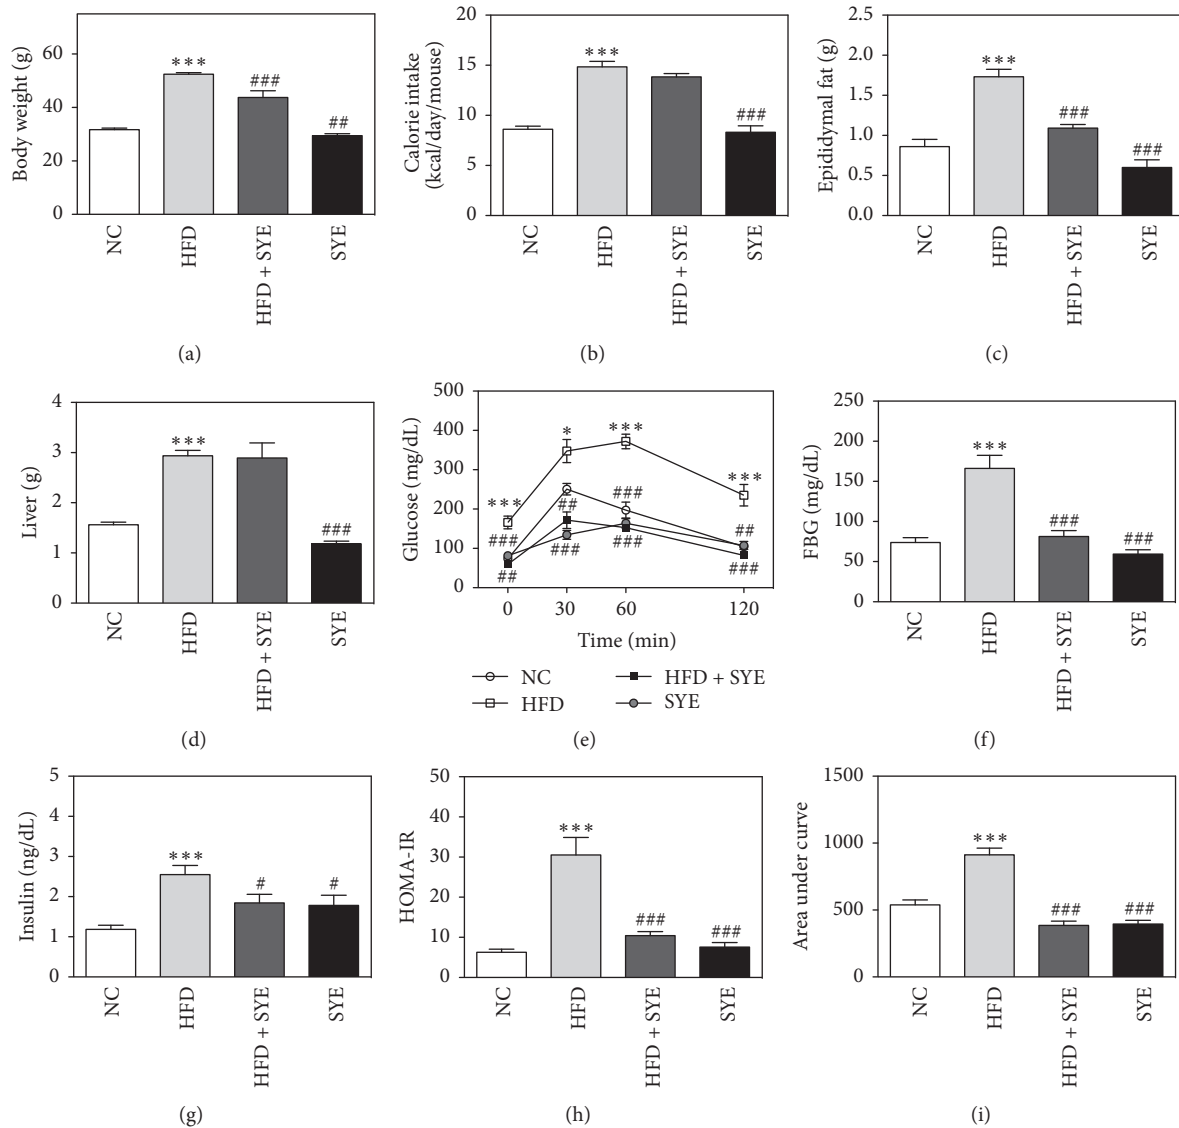 Body weight (g)
60
40
20
0
***
###
##
NC
HFD
HFD + SYE
SYE
(a)
Calorie intake
(kcal/day/mouse)
20
15
10
5
0
***
###
NC
HFD
HFD + SYE
SYE
(b)
Epididymal fat (g)
2.5
2.0
1.5
1.0
0.5
0.0
***
###
###
NC
HFD
HFD + SYE
SYE
(c)
Liver (g)
4
3
2
1
0
***
###
NC
HFD
HFD + SYE
SYE
(d)
Glucose (mg/dL)
500
400
300
200
100
0
***
*
***
***
###
##
###
##
##
###
###
###
0
30
60
120
Time (min)
NC
HFD
HFD + SYE
SYE
(e)
FBG (mg/dL)
250
200
150
100
50
0
***
###
###
NC
HFD
HFD + SYE
SYE
(f)
Insulin (ng/dL)
5
4
3
2
1
0
***
#
#
NC
HFD
HFD + SYE
SYE
(g)
HOMA-IR
50
40
30
20
10
0
***
###
###
NC
HFD
HFD + SYE
SYE
(h)
Area under curve
1500
1000
500
0
***
###
###
NC
HFD
HFD + SYE
SYE
(i)